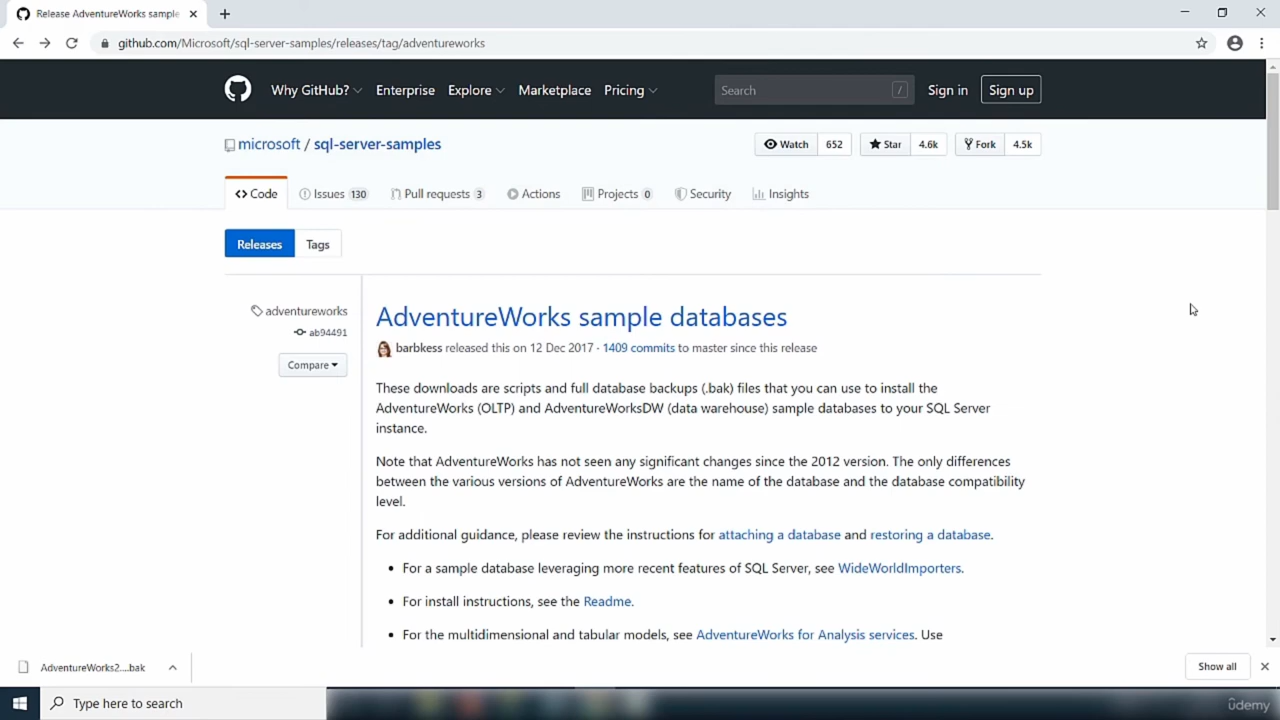 Release AdventureWorks sample
github.com/Microsoft/sql-server-samples/releases/tag/adventureworks
Why GitHub? Enterprise Explore Marketplace Pricing Search / Sign in Sign up
microsoft / sql-server-samples Watch 652 Star 4.6k Fork 4.5k
Code Issues 130 Pull requests 3 Actions Projects 0 Security Insights
Releases Tags
adventureworks
ab94491
Compare
AdventureWorks sample databases
barbkess released this on 12 Dec 2017 · 1409 commits to master since this release
These downloads are scripts and full database backups (.bak) files that you can use to install the
AdventureWorks (OLTP) and AdventureWorksDW (data warehouse) sample databases to your SQL Server
instance.
Note that AdventureWorks has not seen any significant changes since the 2012 version. The only differences
between the various versions of AdventureWorks are the name of the database and the database compatibility
level.
For additional guidance, please review the instructions for attaching a database and restoring a database.
• For a sample database leveraging more recent features of SQL Server, see WideWorldImporters.
• For install instructions, see the Readme.
• For the multidimensional and tabular models, see AdventureWorks for Analysis services. Use
AdventureWorks2....bak Show all
Type here to search
ûdemy